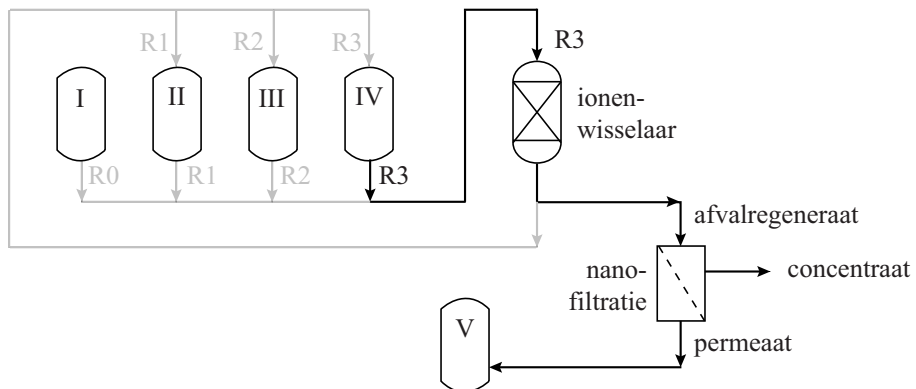 R1
R2
R3
R3
I
II
III
IV
ionen-
wisselaar
R0
R1
R2
R3
afvalregeneraat
nano-
filtratie
concentraat
V
permeaat